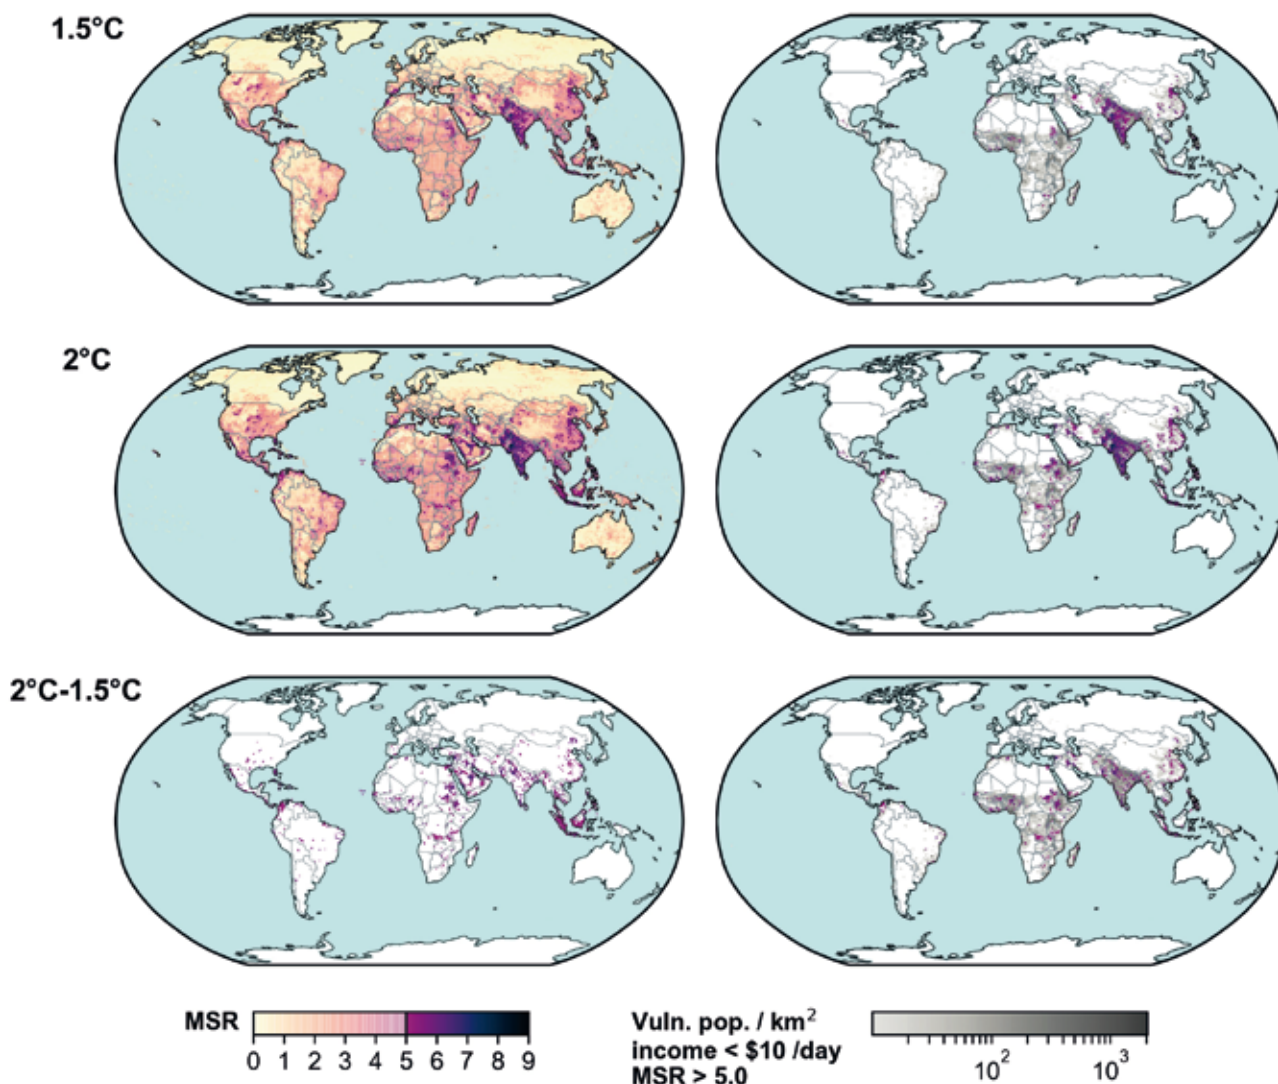 1.5°C
2°C
2°C-1.5°C
MSR
0 1 2 3 4 5 6 7 8 9
Vuln. pop. / km²
income < $10 /day
MSR > 5.0
10² 10³